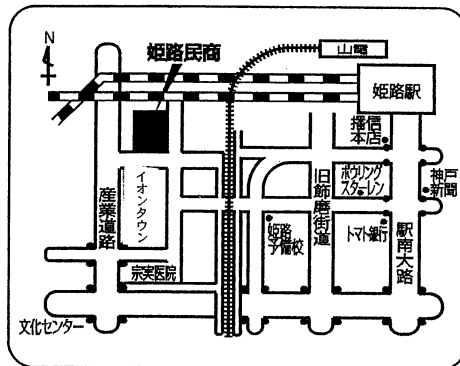 N
山電
姫路民商
姫路駅
播信
本店
ボウリング
スターレン
神戸
新聞
産業道路
イオンタウン
旧飾磨街道
姫路
予備校
トマト銀行
駅南大路
宗実医院
文化センター